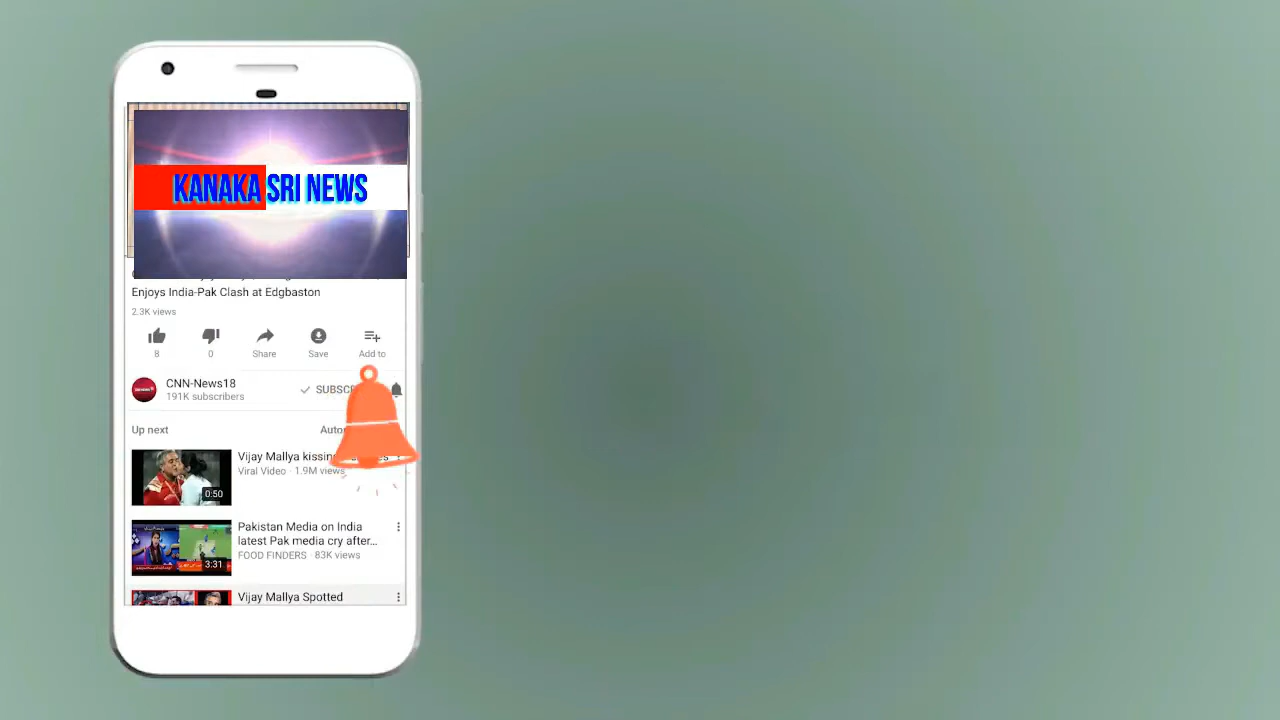 KANAKA SRI NEWS
Enjoys India-Pak Clash at Edgbaston
2.3K views
8
0
Share
Save
Add to
CNN-News18
191K subscribers
Up next
Vijay Mallya
Viral Video · 1.9M views
0:50
Pakistan Media on India
latest Pak media cry after...
FOOD FINDERS · 83K views
3:31
Vijay Mallya Spotted